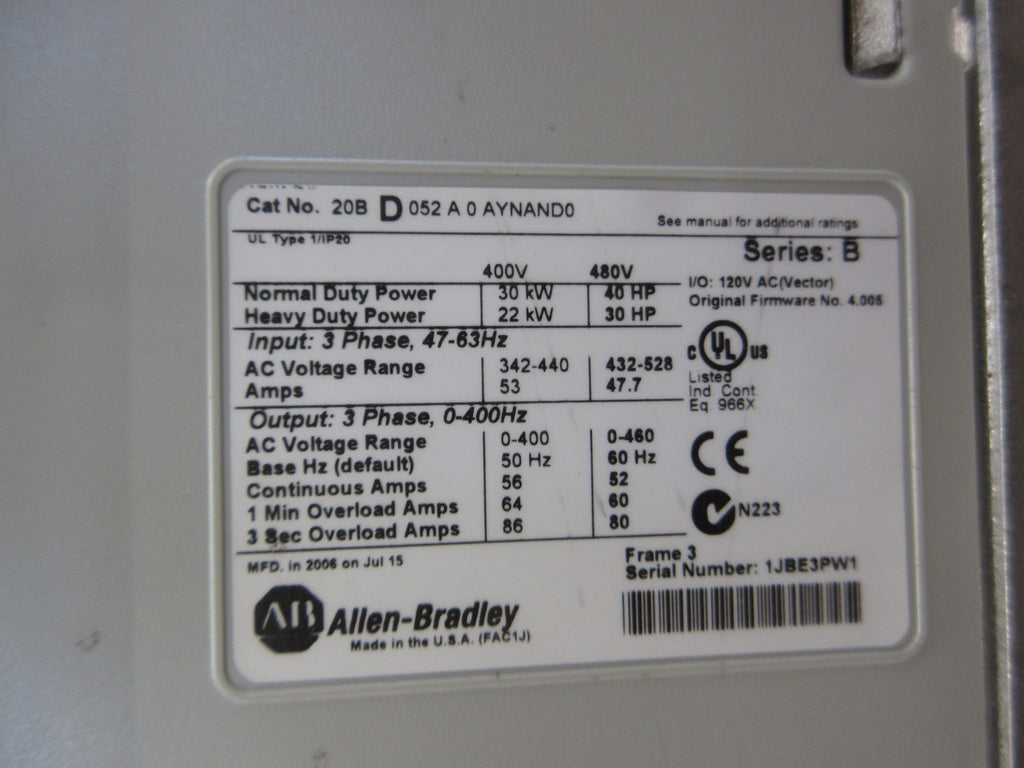 Cat No. 20B D 052 A 0 AYNAND0
See manual for additional ratings
UL Type 1/IP20
Series: B
400V 480V
I/O: 120V AC(Vector)
Normal Duty Power 30 kW 40 HP
Original Firmware No. 4.005
Heavy Duty Power 22 kW 30 HP
Input: 3 Phase, 47-63Hz
C UL US
AC Voltage Range 342-440 432-528
Listed
Amps 53 47.7
Ind Cont
Eq 966X
Output: 3 Phase, 0-400Hz
AC Voltage Range 0-400 0-460
CE
Base Hz (default) 50 Hz 60 Hz
Continuous Amps 56 52
1 Min Overload Amps 64 60
N223
3 Sec Overload Amps 86 80
MFD. in 2006 on Jul 15
Frame 3
Serial Number: 1JBE3PW1
AB Allen-Bradley
Made in the U.S.A. (FAC1J)